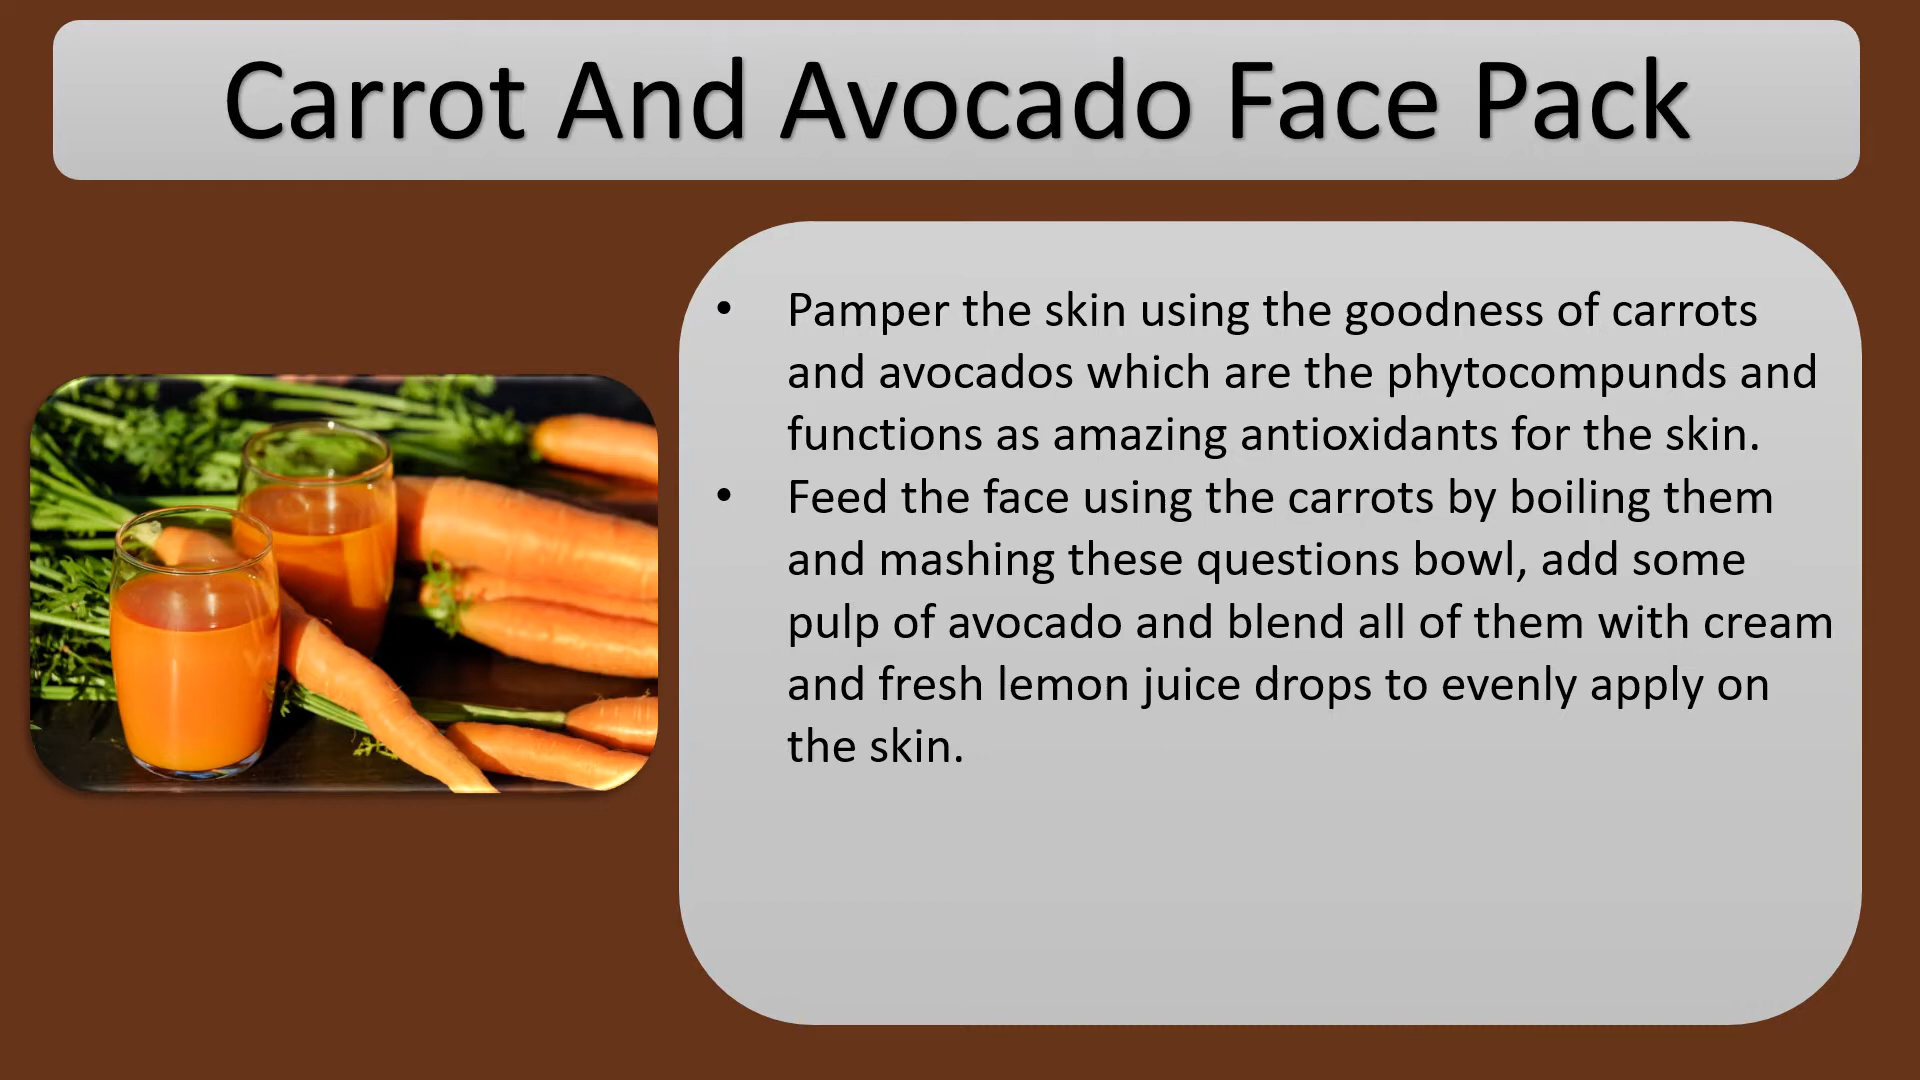 Carrot And Avocado Face Pack
• Pamper the skin using the goodness of carrots
and avocados which are the phytocompunds and
functions as amazing antioxidants for the skin.
• Feed the face using the carrots by boiling them
and mashing these questions bowl, add some
pulp of avocado and blend all of them with cream
and fresh lemon juice drops to evenly apply on
the skin.